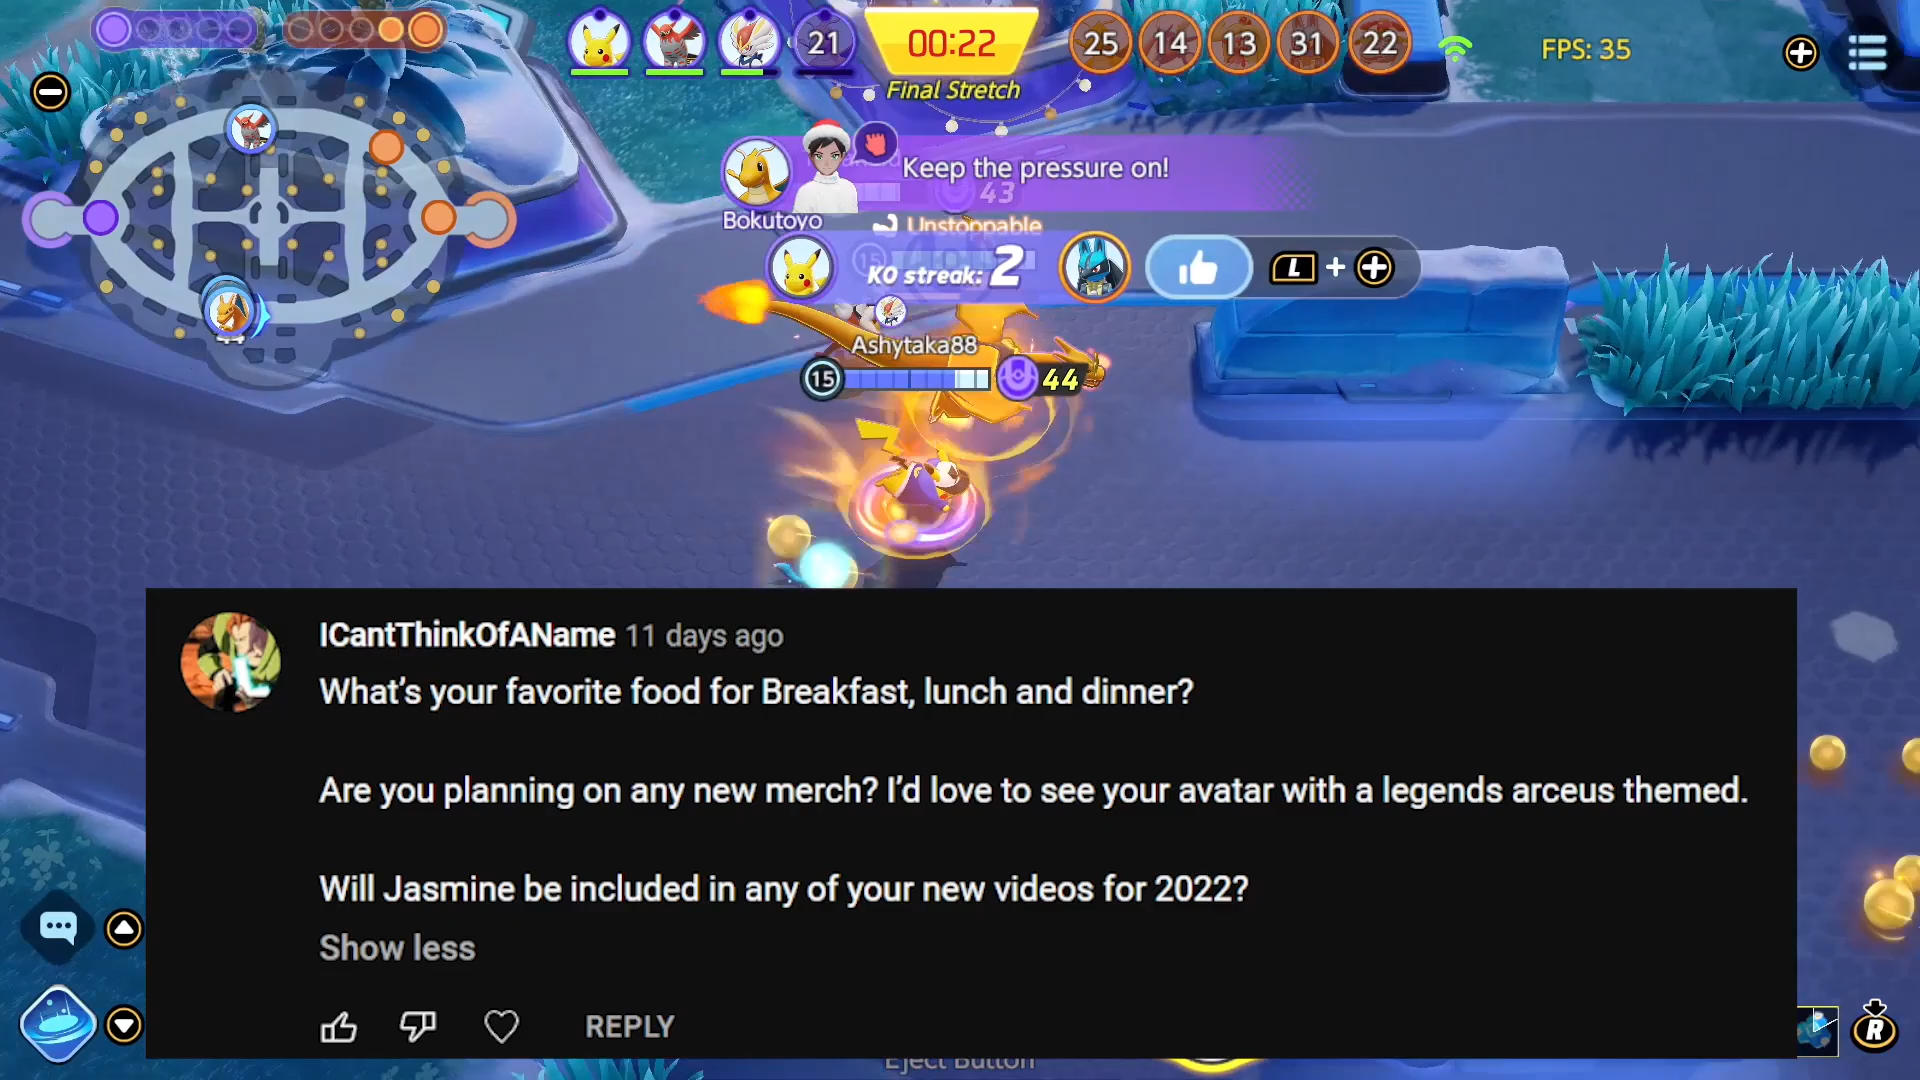 21
00:22
Final Stretch
25
14
13
31
22
FPS: 35
Keep the pressure on!
43
Bokutoyo
Unstoppable
15
KO streak: 2
L + +
Ashytaka88
15
44
ICantThinkOfAName 11 days ago
What's your favorite food for Breakfast, lunch and dinner?
Are you planning on any new merch? I'd love to see your avatar with a legends arceus themed.
Will Jasmine be included in any of your new videos for 2022?
Show less
REPLY
R
Eject Button